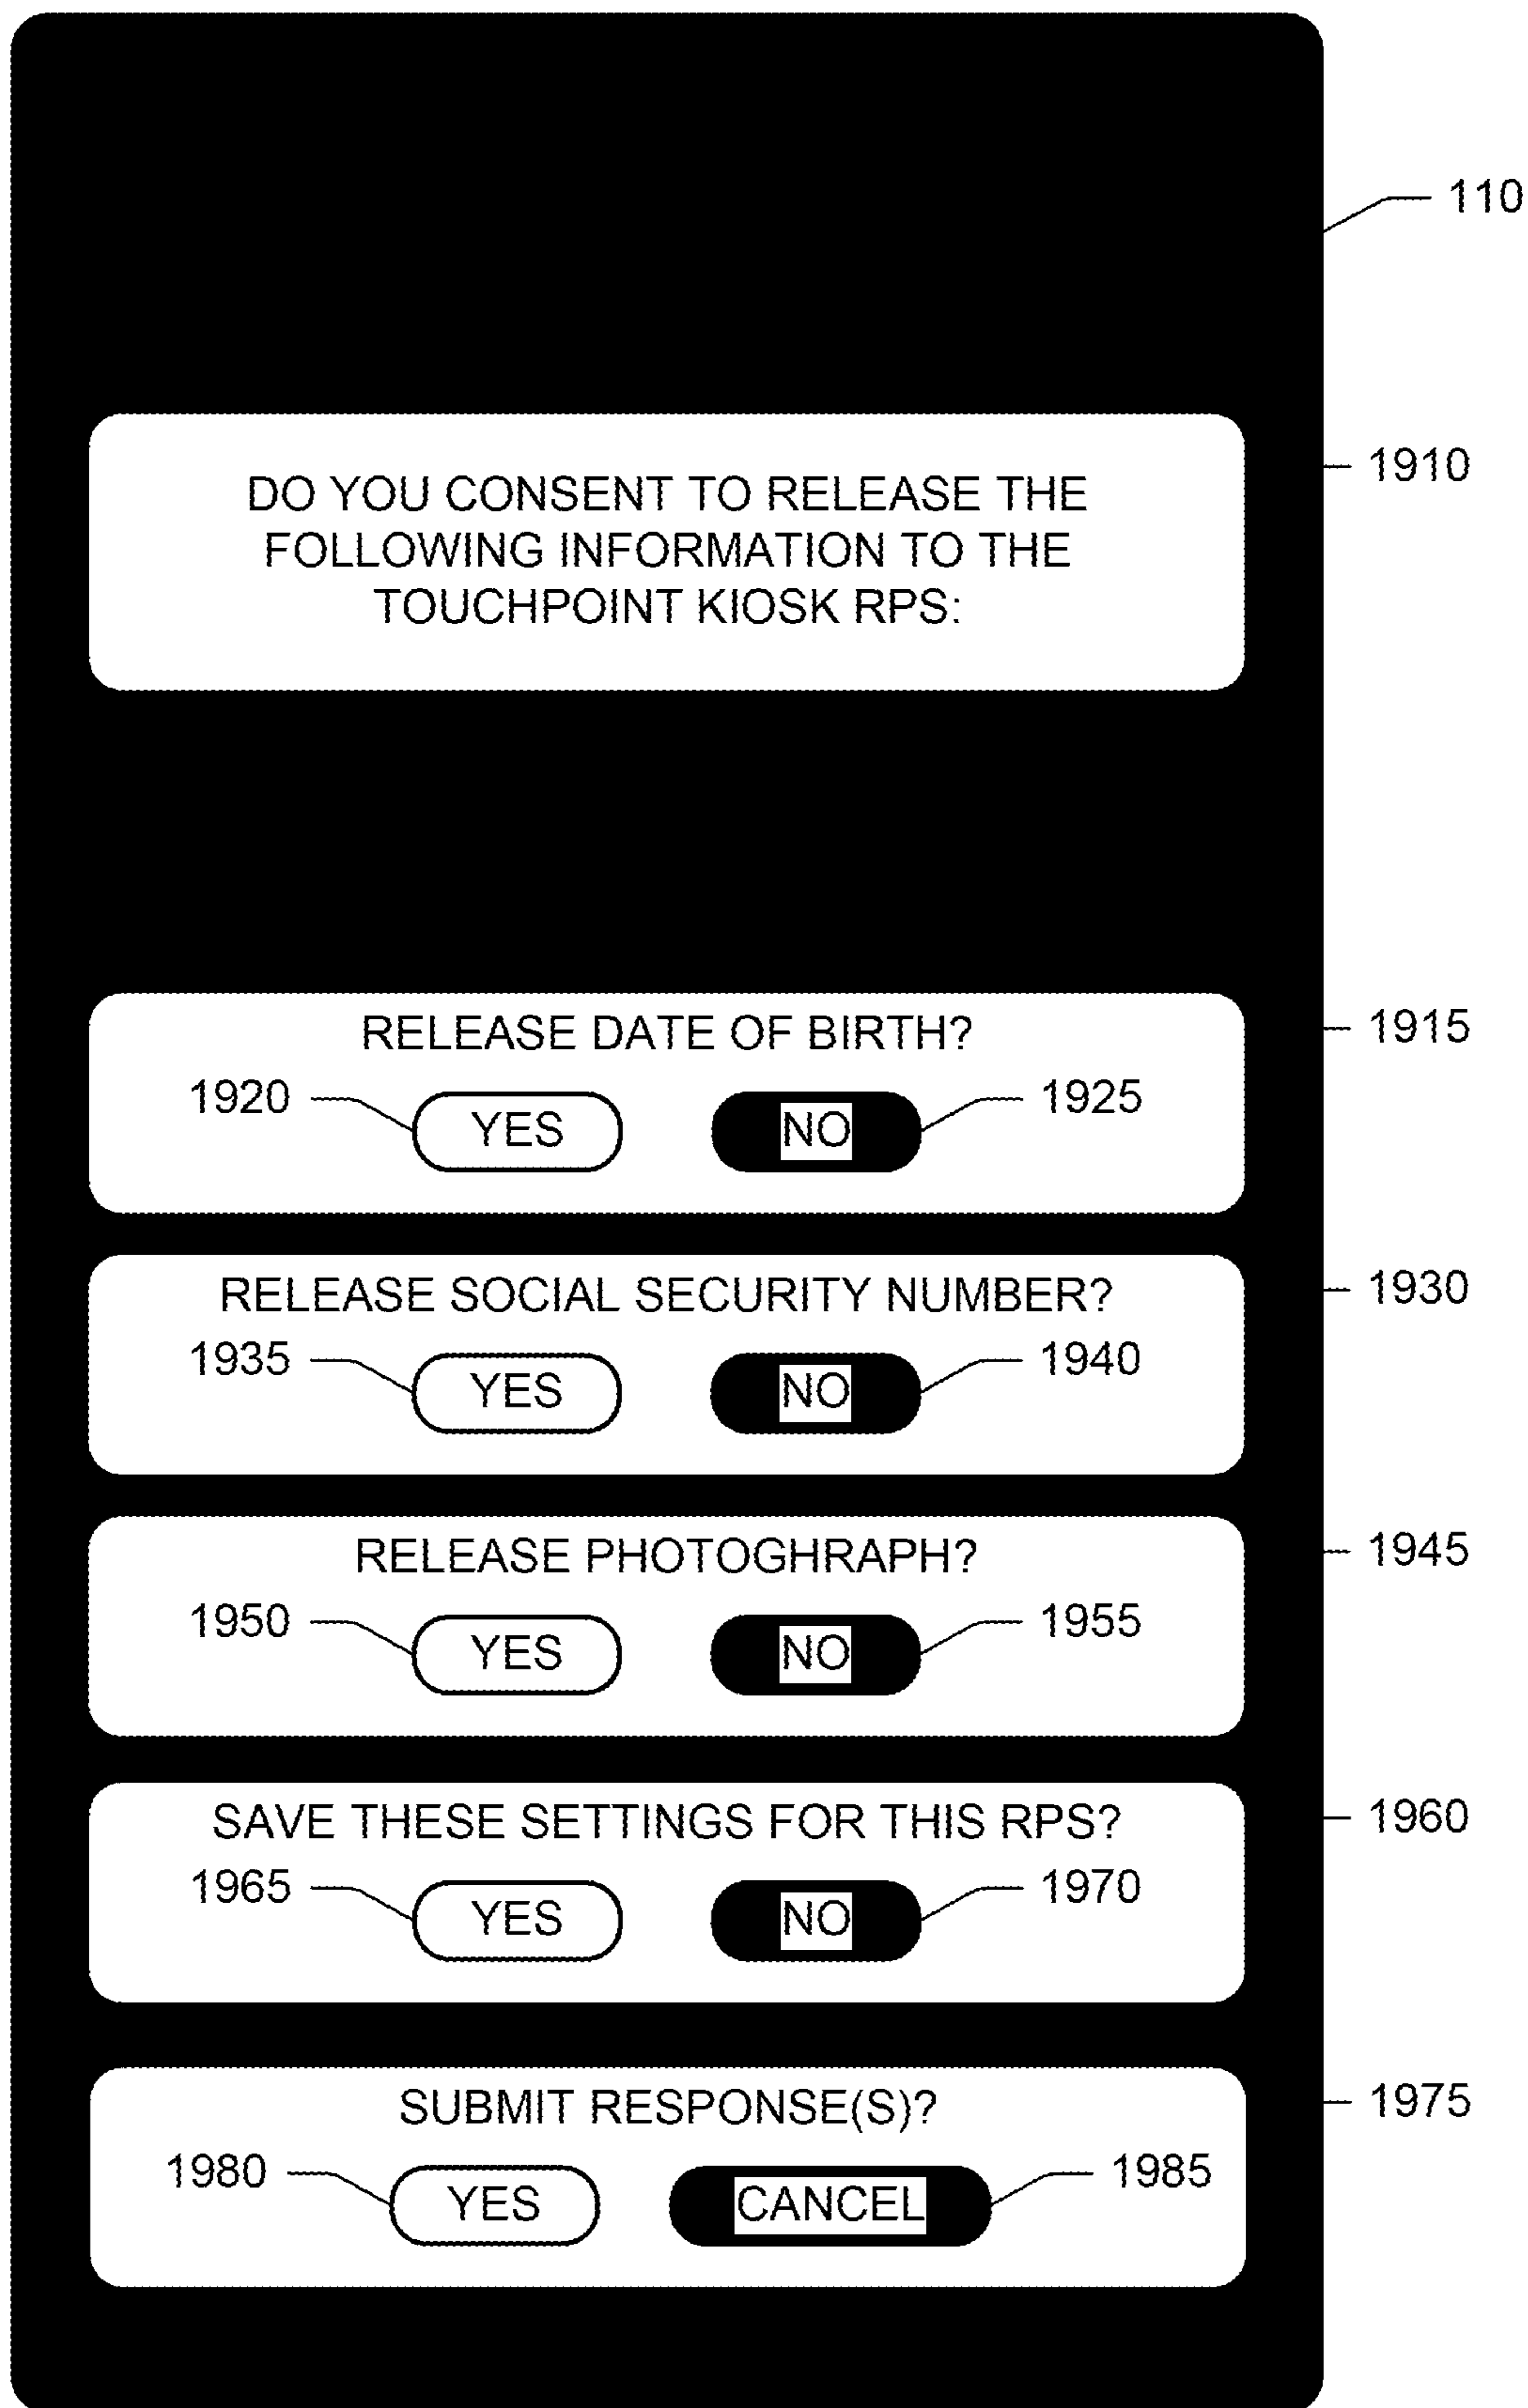 110
DO YOU CONSENT TO RELEASE THE
1910
FOLLOWING INFORMATION TO THE
TOUCHPOINT KIOSK RPS:
RELEASE DATE OF BIRTH?
1915
1920 YES NO 1925
RELEASE SOCIAL SECURITY NUMBER?
1930
1935 YES NO 1940
RELEASE PHOTOGHRAPH?
1945
1950 YES NO 1955
SAVE THESE SETTINGS FOR THIS RPS?
1960
1965 YES NO 1970
SUBMIT RESPONSE(S)?
1975
1980 YES CANCEL 1985